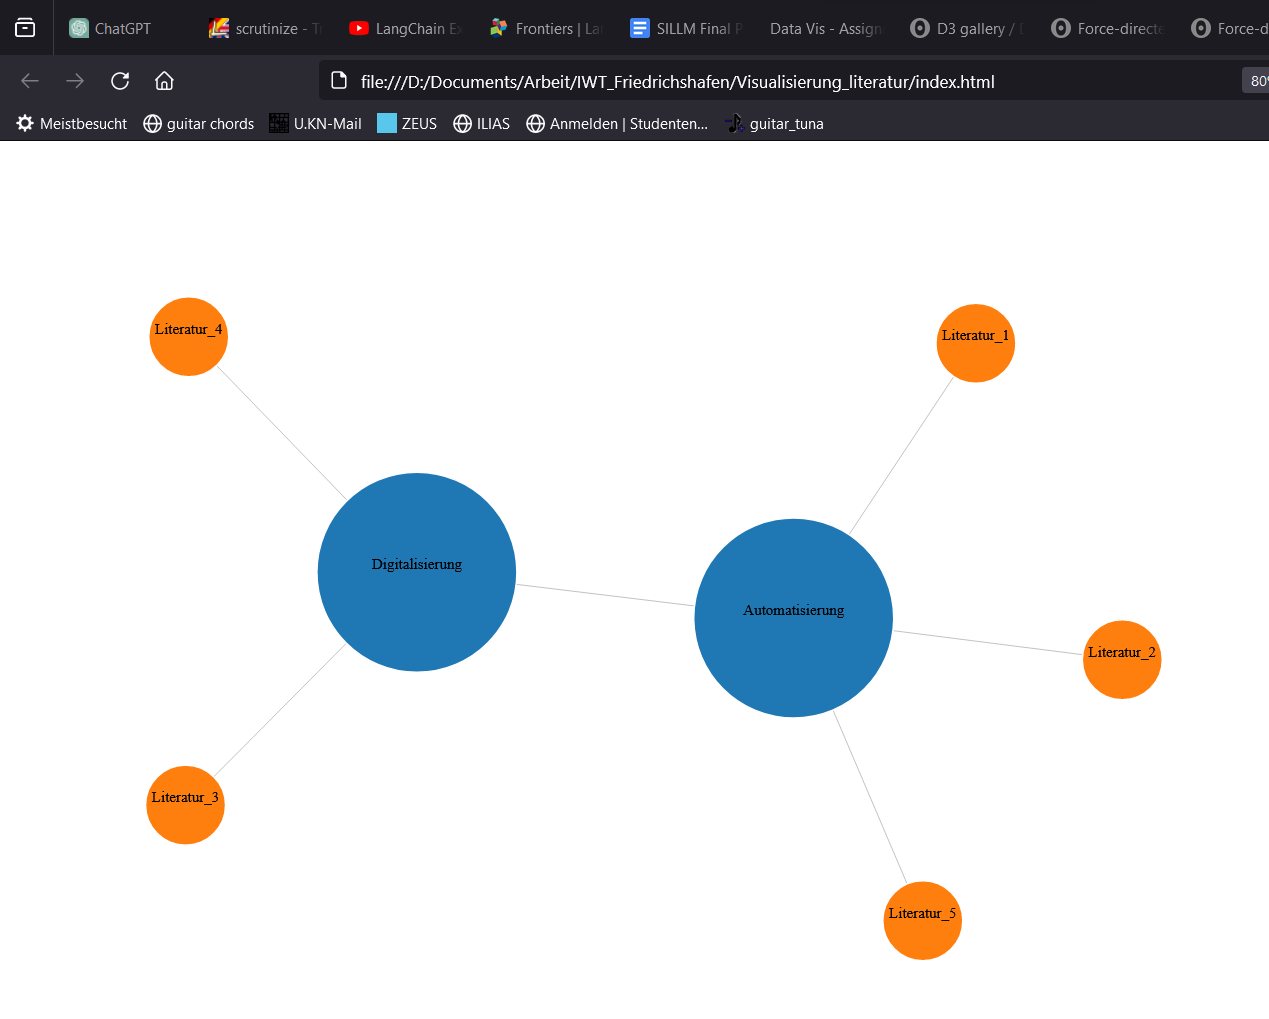 ChatGPT
scrutinize - T
LangChain Ex
Frontiers | La
SILLM Final P
Data Vis - Assign
D3 gallery / D
Force-directe
Force-d
file:///D:/Documents/Arbeit/IWT_Friedrichshafen/Visualisierung_literatur/index.html
80%
Meistbesucht
guitar chords
U.KN-Mail
ZEUS
ILIAS
Anmelden | Studenten...
guitar_tuna
Literatur_4
Literatur_1
Digitalisierung
Automatisierung
Literatur_2
Literatur_3
Literatur_5